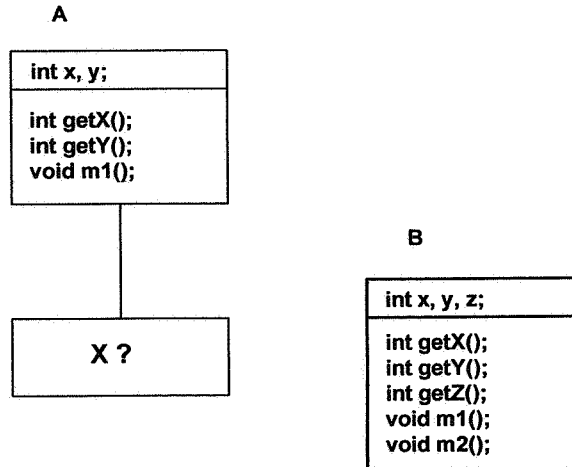 A
int x, y;
int getX();
int getY();
void m1();
X ?
B
int x, y, z;
int getX();
int getY();
int getZ();
void m1();
void m2();